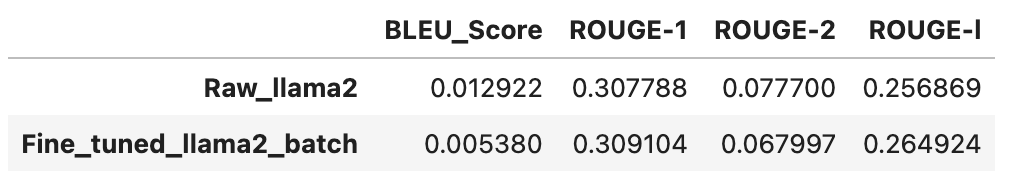 BLEU_Score ROUGE-1 ROUGE-2 ROUGE-l
Raw_llama2 0.012922 0.307788 0.077700 0.256869
Fine_tuned_llama2_batch 0.005380 0.309104 0.067997 0.264924